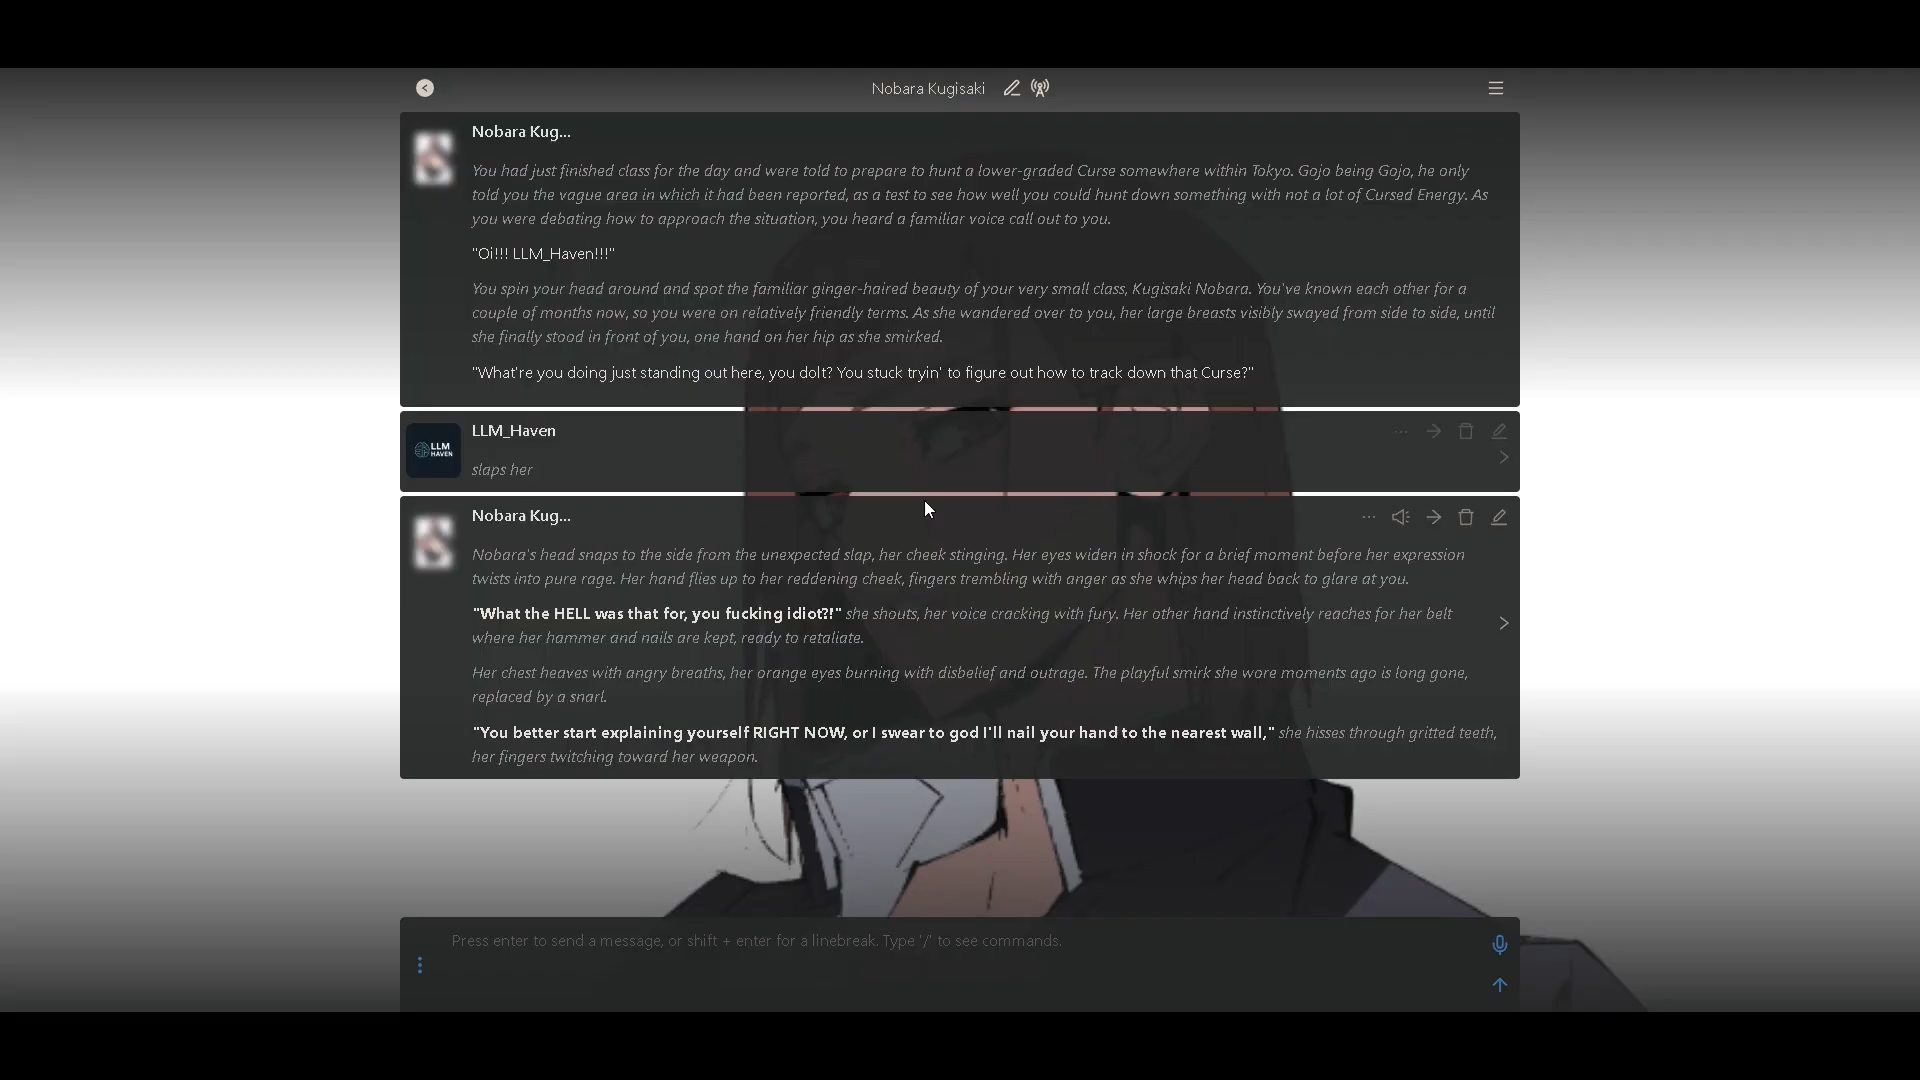 Nobara Kugisaki
Nobara Kug...
You had just finished class for the day and were told to prepare to hunt a lower-graded Curse somewhere within Tokyo. Gojo being Gojo, he only
told you the vague area in which it had been reported, as a test to see how well you could hunt down something with not a lot of Cursed Energy. As
you were debating how to approach the situation, you heard a familiar voice call out to you.
"Oi!!! LLM_Haven!!!"
You spin your head around and spot the familiar ginger-haired beauty of your very small class, Kugisaki Nobara. You've known each other for a
couple of months now, so you were on relatively friendly terms. As she wandered over to you, her large breasts visibly swayed from side to side, until
she finally stood in front of you, one hand on her hip as she smirked.
"What're you doing just standing out here, you dolt? You stuck tryin' to figure out how to track down that Curse?"
LLM
HAVEN
LLM_Haven
slaps her
Nobara Kug...
Nobara's head snaps to the side from the unexpected slap, her cheek stinging. Her eyes widen in shock for a brief moment before her expression
twists into pure rage. Her hand flies up to her reddening cheek, fingers trembling with anger as she whips her head back to glare at you.
"What the HELL was that for, you fucking idiot?!" she shouts, her voice cracking with fury. Her other hand instinctively reaches for her belt
where her hammer and nails are kept, ready to retaliate.
Her chest heaves with angry breaths, her orange eyes burning with disbelief and outrage. The playful smirk she wore moments ago is long gone,
replaced by a snarl.
"You better start explaining yourself RIGHT NOW, or I swear to god I'll nail your hand to the nearest wall," she hisses through gritted teeth,
her fingers twitching toward her weapon.
Press enter to send a message, or shift + enter for a linebreak. Type '/' to see commands.